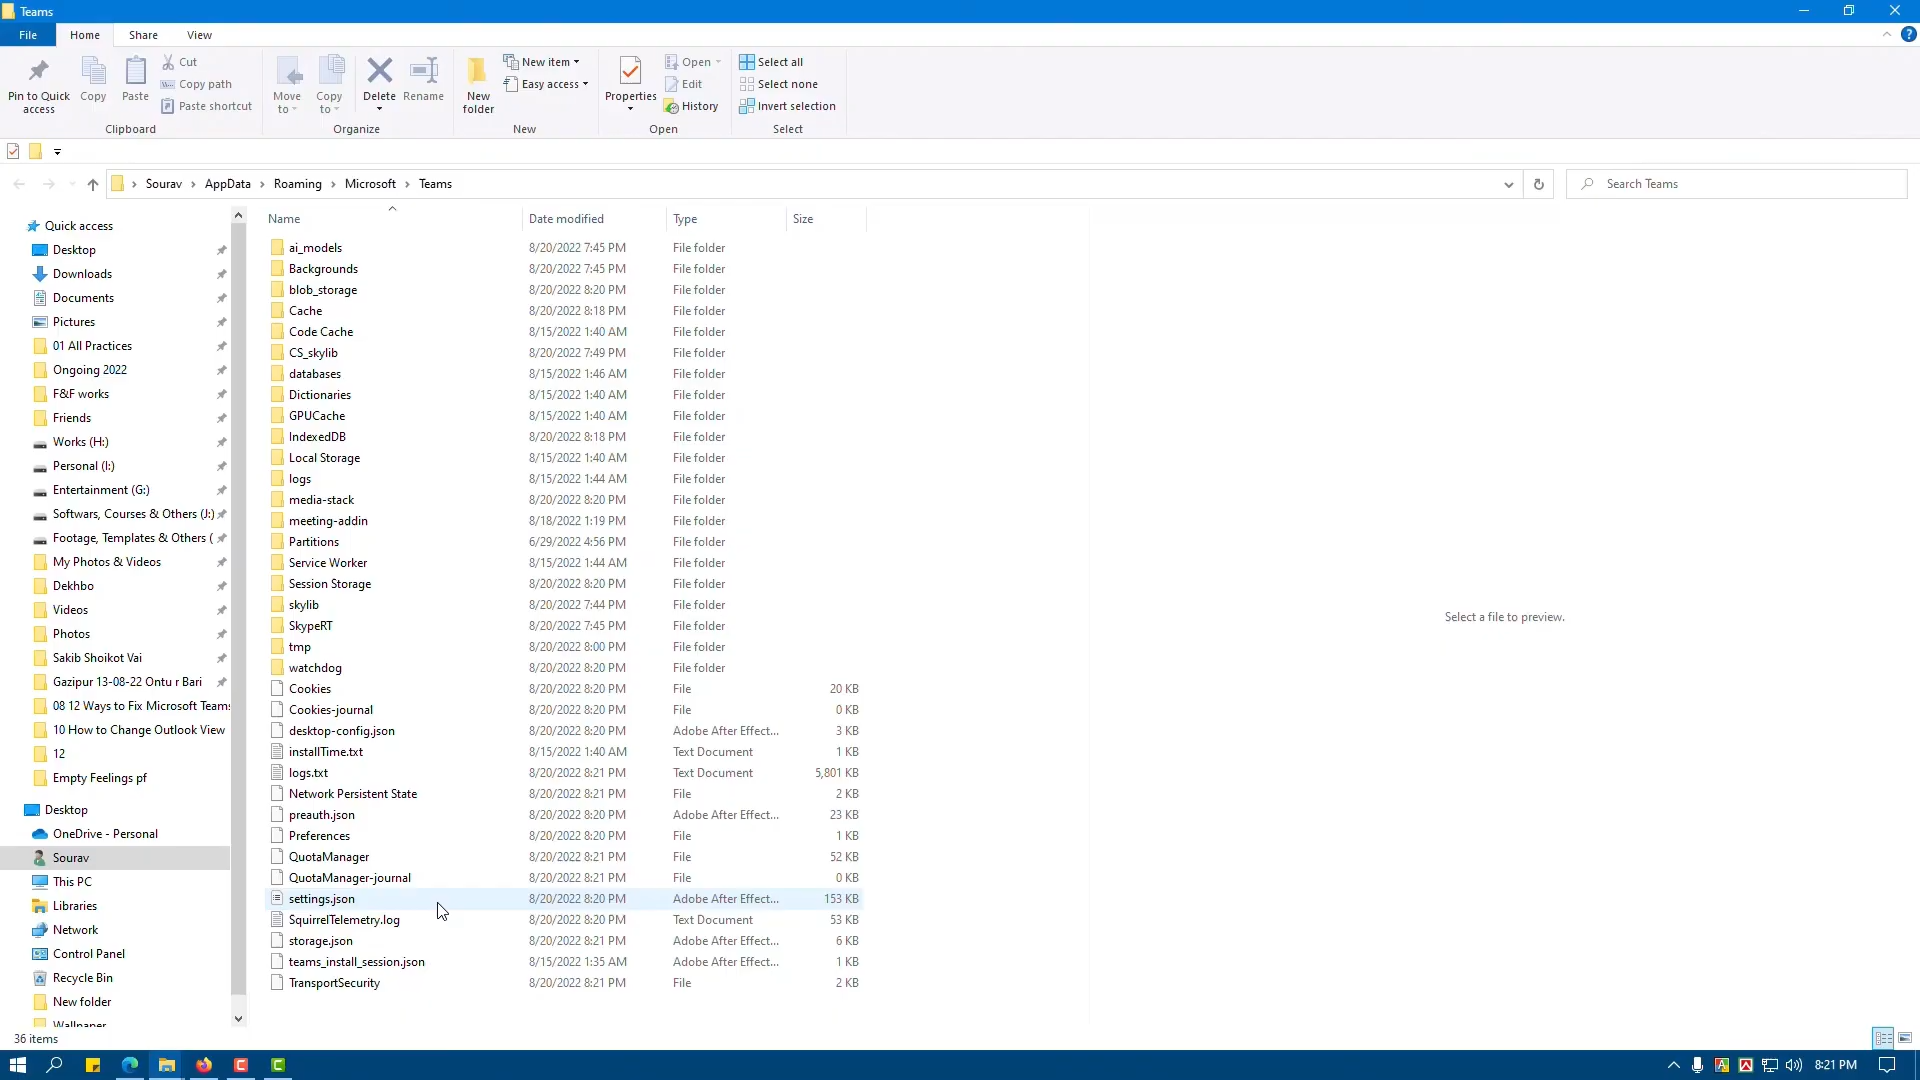 Teams
File Home Share View
Pin to Quick access
Copy
Paste
Cut
Copy path
Paste shortcut
Clipboard
Move to
Copy to
Delete
Rename
Organize
New folder
New item
Easy access
New
Properties
Open
Edit
History
Open
Select all
Select none
Invert selection
Select
Sourav > AppData > Roaming > Microsoft > Teams
Search Teams
Quick access
Desktop
Downloads
Documents
Pictures
01 All Practices
Ongoing 2022
F&F works
Friends
Works (H:)
Personal (I:)
Entertainment (G:)
Softwars, Courses & Others (J:)
Footage, Templates & Others (
My Photos & Videos
Dekhbo
Videos
Photos
Sakib Shoikot Vai
Gazipur 13-08-22 Ontu r Bari
08 12 Ways to Fix Microsoft Teams
10 How to Change Outlook View
12
Empty Feelings pf
Desktop
OneDrive - Personal
Sourav
This PC
Libraries
Network
Control Panel
Recycle Bin
New folder
Wallpaper
Name Date modified Type Size
ai_models 8/20/2022 7:45 PM File folder
Backgrounds 8/20/2022 7:45 PM File folder
blob_storage 8/20/2022 8:20 PM File folder
Cache 8/20/2022 8:18 PM File folder
Code Cache 8/15/2022 1:40 AM File folder
CS_skylib 8/20/2022 7:49 PM File folder
databases 8/15/2022 1:46 AM File folder
Dictionaries 8/15/2022 1:40 AM File folder
GPUCache 8/15/2022 1:40 AM File folder
IndexedDB 8/20/2022 8:18 PM File folder
Local Storage 8/15/2022 1:40 AM File folder
logs 8/15/2022 1:44 AM File folder
media-stack 8/20/2022 8:20 PM File folder
meeting-addin 8/18/2022 1:19 PM File folder
Partitions 6/29/2022 4:56 PM File folder
Service Worker 8/15/2022 1:44 AM File folder
Session Storage 8/20/2022 8:20 PM File folder
skylib 8/20/2022 7:44 PM File folder
SkypeRT 8/20/2022 7:45 PM File folder
tmp 8/20/2022 8:00 PM File folder
watchdog 8/20/2022 8:20 PM File folder
Cookies 8/20/2022 8:20 PM File 20 KB
Cookies-journal 8/20/2022 8:20 PM File 0 KB
desktop-config.json 8/20/2022 8:20 PM Adobe After Effect... 3 KB
installTime.txt 8/15/2022 1:40 AM Text Document 1 KB
logs.txt 8/20/2022 8:21 PM Text Document 5,801 KB
Network Persistent State 8/20/2022 8:21 PM File 2 KB
preauth.json 8/20/2022 8:20 PM Adobe After Effect... 23 KB
Preferences 8/20/2022 8:20 PM File 1 KB
QuotaManager 8/20/2022 8:21 PM File 52 KB
QuotaManager-journal 8/20/2022 8:21 PM File 0 KB
settings.json 8/20/2022 8:20 PM Adobe After Effect... 153 KB
SquirrelTelemetry.log 8/20/2022 8:20 PM Text Document 53 KB
storage.json 8/20/2022 8:21 PM Adobe After Effect... 6 KB
teams_install_session.json 8/15/2022 1:35 AM Adobe After Effect... 1 KB
TransportSecurity 8/20/2022 8:21 PM File 2 KB
Select a file to preview.
36 items
8:21 PM